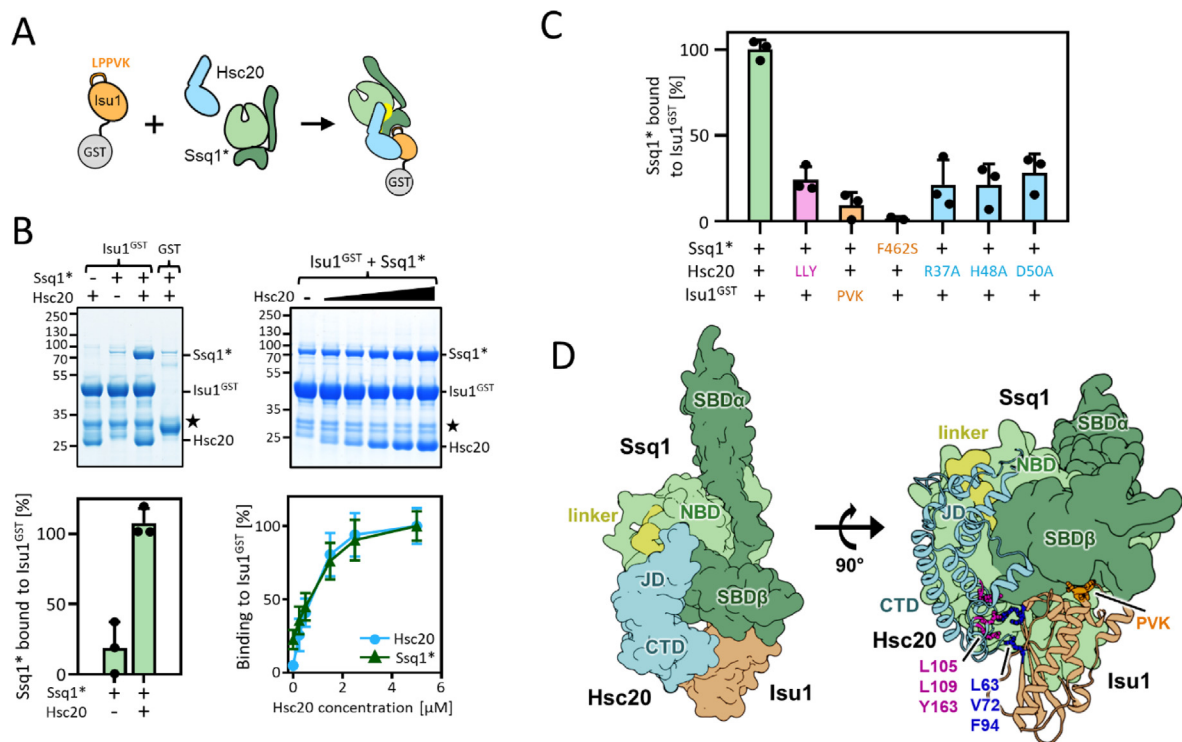 A
LPPVK
Isu1
GST
+
Hsc20
Ssq1*
GST
B
Isu1GST GST
Ssq1* - + + +
Hsc20 + - + +
250
130
100
70
55
35
25
Ssq1*
Isu1GST
★
Hsc20
Isu1GST + Ssq1*
Hsc20 -
250
130
100
70
55
35
25
Ssq1*
Isu1GST
★
Hsc20
Ssq1* bound to Isu1GST [%]
100
50
0
Ssq1* + +
Hsc20 - +
Binding to Isu1GST [%]
100
50
0
0 2 4 6
Hsc20 concentration [µM]
Hsc20
Ssq1*
C
Ssq1* bound
to Isu1GST [%]
100
50
0
Ssq1* + + + F462S + + +
Hsc20 + LLY + + R37A H48A D50A
Isu1GST + + PVK + + + +
D
SBDα
Ssq1
linker
NBD
JD
SBDβ
CTD
Hsc20
Isu1
90°
Ssq1
SBDα
linker
NBD
JD
SBDβ
CTD
PVK
Hsc20
Isu1
L105
L109
Y163
L63
V72
F94